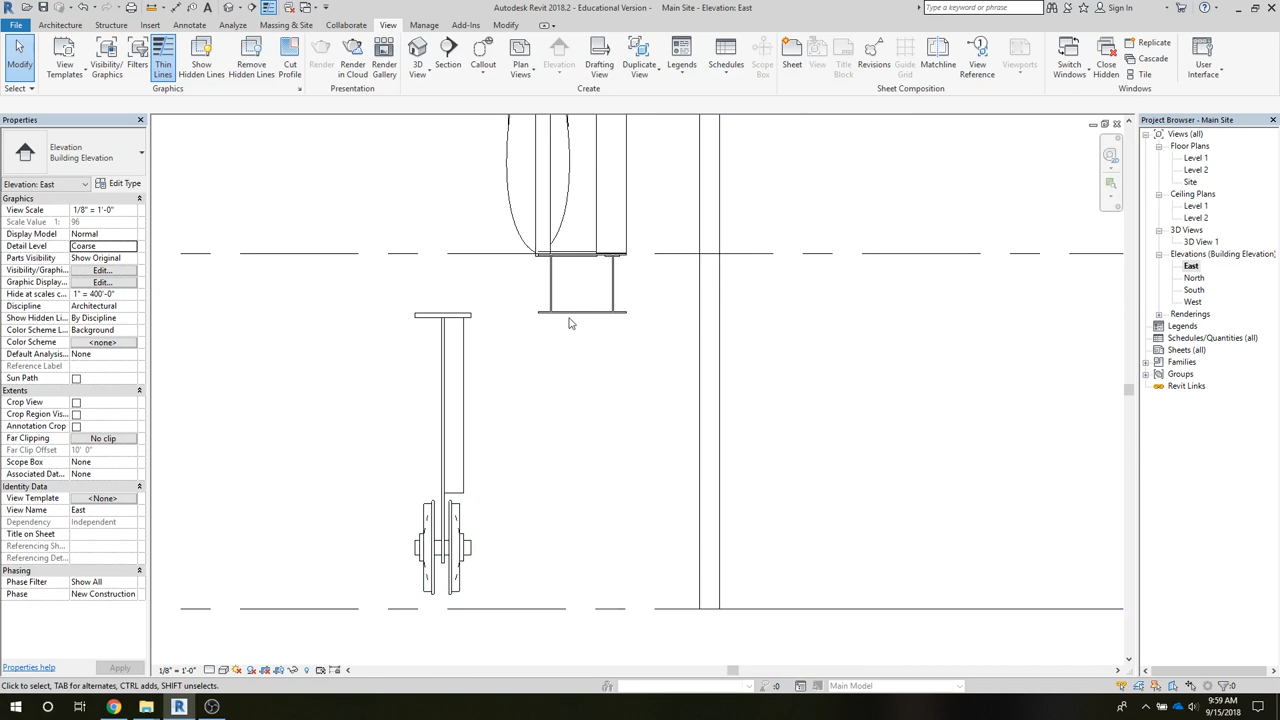 Autodesk Revit 2018.2 - Educational Version - Main Site - Elevation: East
Type a keyword or phrase
Sign In
File Architecture Structure Insert Annotate Analyze Massing & Site Collaborate View Manage Add-Ins Modify
Modify
View Templates
Visibility/ Graphics
Filters
Thin Lines
Show Hidden Lines
Remove Hidden Lines
Cut Profile
Render
Render in Cloud
Render Gallery
3D View
Section
Callout
Plan Views
Elevation
Drafting View
Duplicate View
Legends
Schedules
Scope Box
Sheet
View
Title Block
Revisions
Guide Grid
Matchline
View Reference
Viewports
Switch Windows
Close Hidden
Replicate
Cascade
Tile
User Interface
Select Graphics Presentation Create Sheet Composition Windows
Properties
Elevation
Building Elevation
Elevation: East Edit Type
Graphics
View Scale 1/8" = 1'-0"
Scale Value 1: 96
Display Model Normal
Detail Level Coarse
Parts Visibility Show Original
Visibility/Graphi... Edit...
Graphic Display... Edit...
Hide at scales c... 1" = 400'-0"
Discipline Architectural
Show Hidden Li... By Discipline
Color Scheme L... Background
Color Scheme <none>
Default Analysis... None
Reference Label
Sun Path
Extents
Crop View
Crop Region Vis...
Annotation Crop
Far Clipping No clip
Far Clip Offset 10' 0"
Scope Box None
Associated Dat... None
Identity Data
View Template <None>
View Name East
Dependency Independent
Title on Sheet
Referencing Sh...
Referencing Det...
Phasing
Phase Filter Show All
Phase New Construction
Properties help Apply
Project Browser - Main Site
Views (all)
Floor Plans
Level 1
Level 2
Site
Ceiling Plans
Level 1
Level 2
3D Views
3D View 1
Elevations (Building Elevation)
East
North
South
West
Renderings
Legends
Schedules/Quantities (all)
Sheets (all)
Families
Groups
Revit Links
1/8" = 1'-0"
Click to select, TAB for alternates, CTRL adds, SHIFT unselects.
:0
Main Model
:0
9:59 AM
9/15/2018